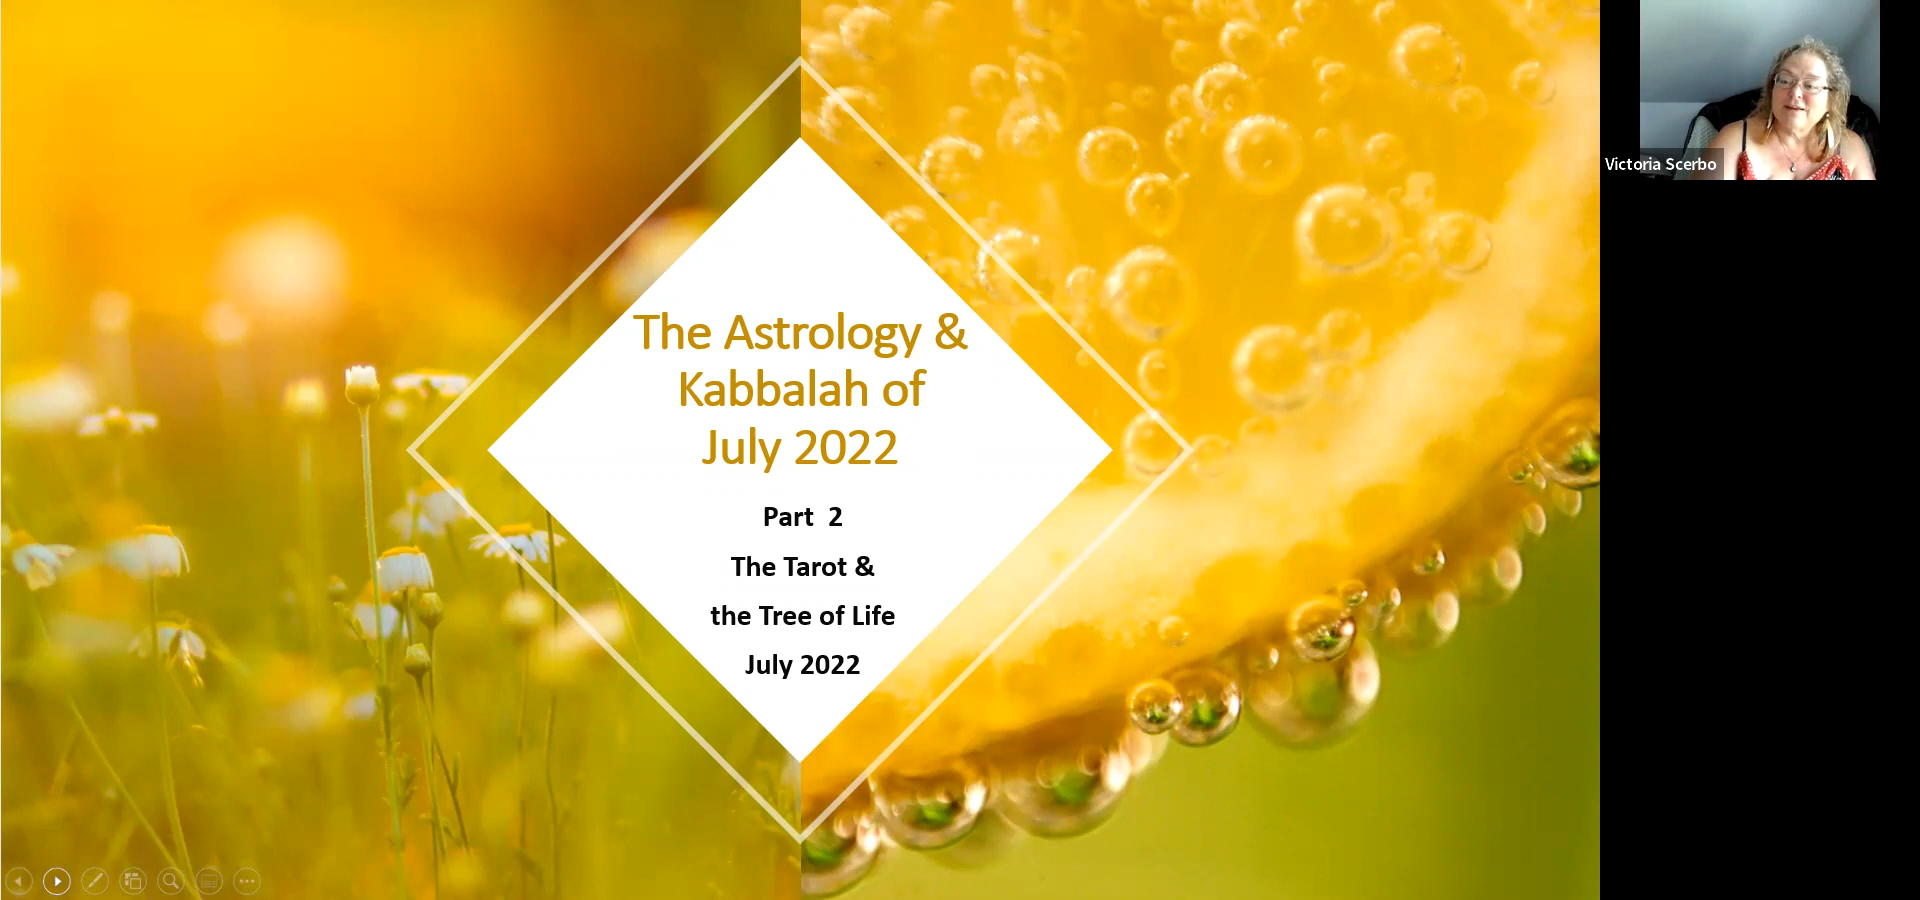 The Astrology &
Kabbalah of
July 2022
Part 2
The Tarot &
the Tree of Life
July 2022
Victoria Scerbo